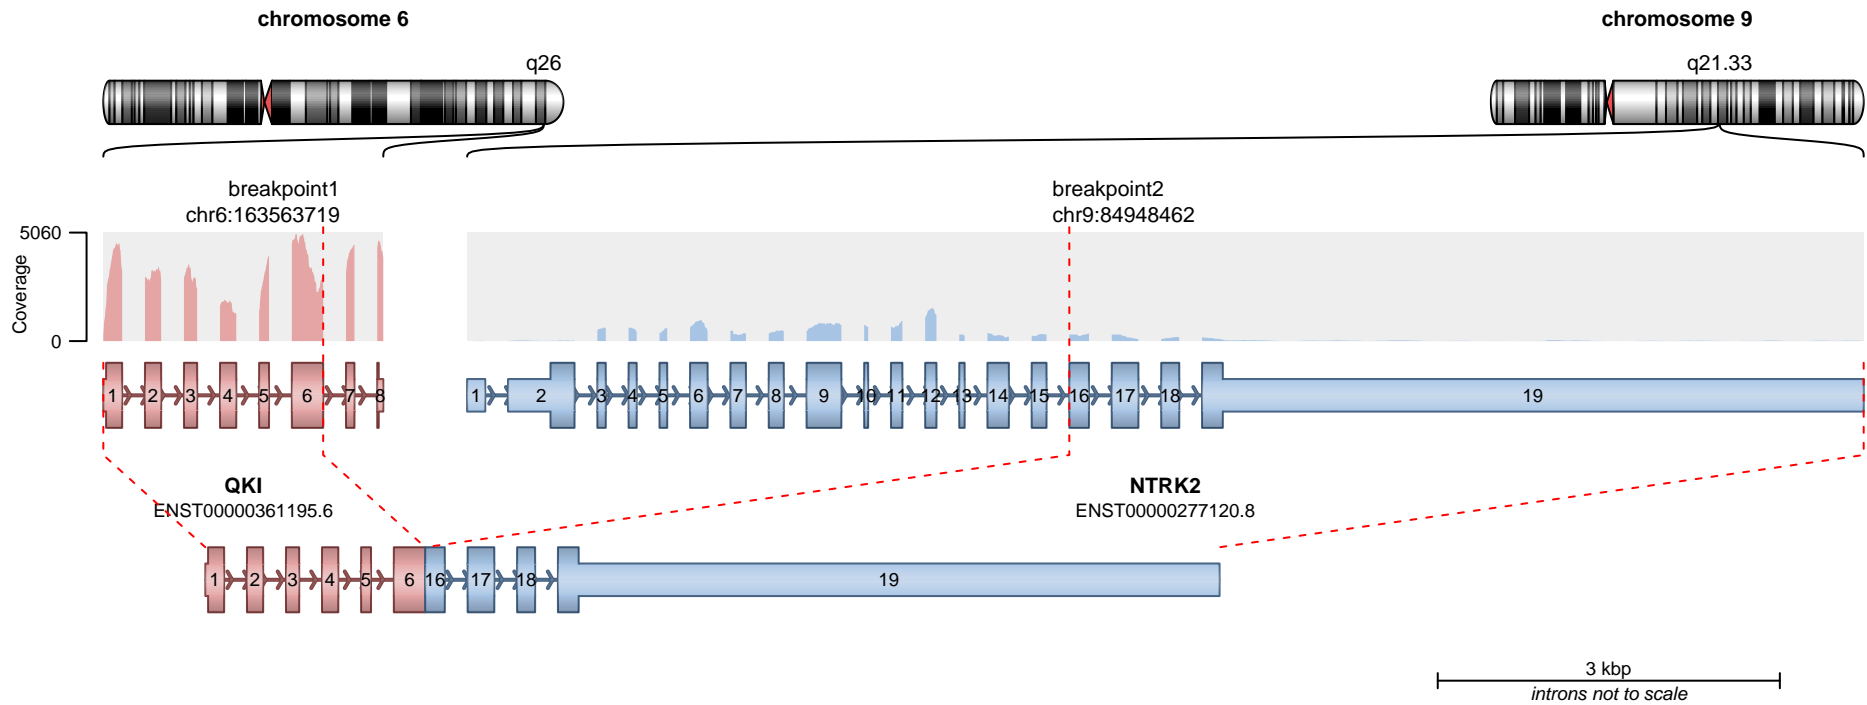 chromosome 6
chromosome 9
q26
q21.33
breakpoint1
chr6:163563719
breakpoint2
chr9:84948462
5060
Coverage
0
1 2 3 4 5 6 7 8
1 2 3 4 5 6 7 8 9 10 11 12 13 14 15 16 17 18 19
QKI
ENST00000361195.6
NTRK2
ENST00000277120.8
1 2 3 4 5 6 16 17 18 19
3 kbp
introns not to scale